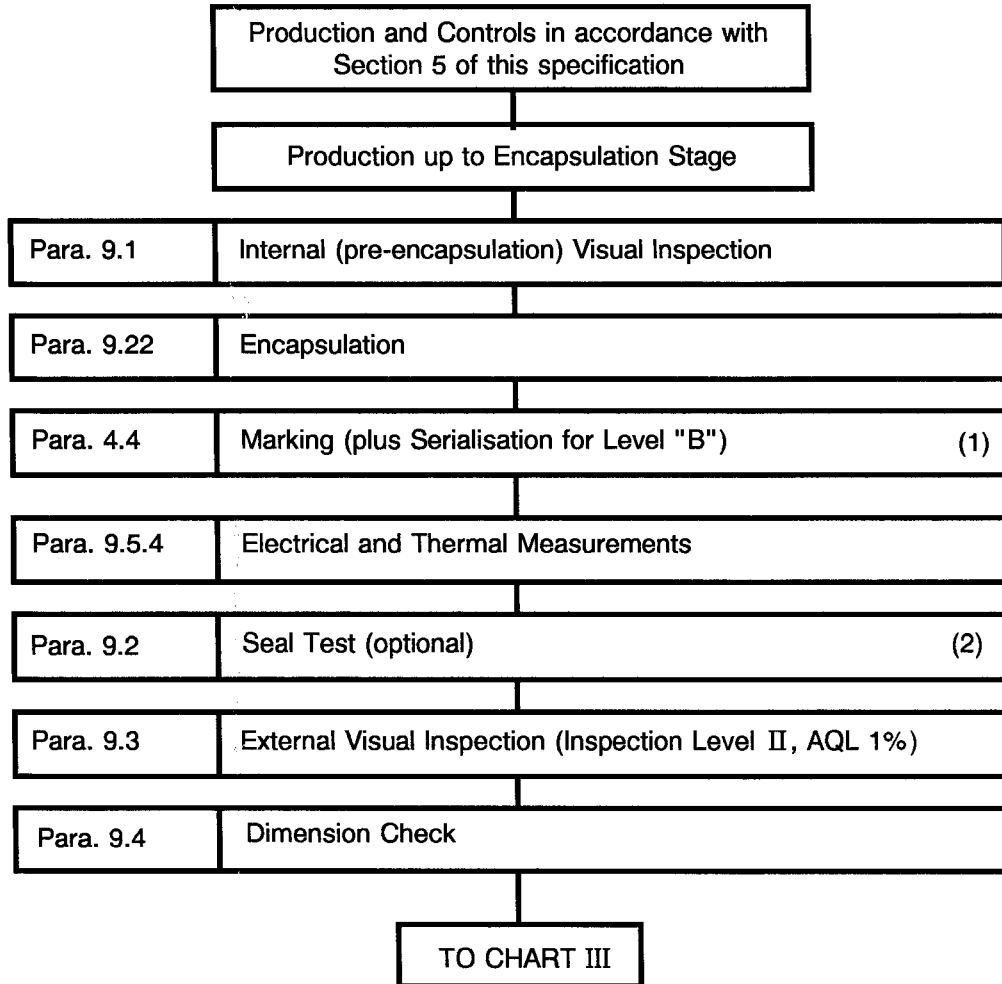 Production and Controls in accordance with
Section 5 of this specification
Production up to Encapsulation Stage
Para. 9.1 Internal (pre-encapsulation) Visual Inspection
Para. 9.22 Encapsulation
Para. 4.4 Marking (plus Serialisation for Level "B") (1)
Para. 9.5.4 Electrical and Thermal Measurements
Para. 9.2 Seal Test (optional) (2)
Para. 9.3 External Visual Inspection (Inspection Level II, AQL 1%)
Para. 9.4 Dimension Check
TO CHART III